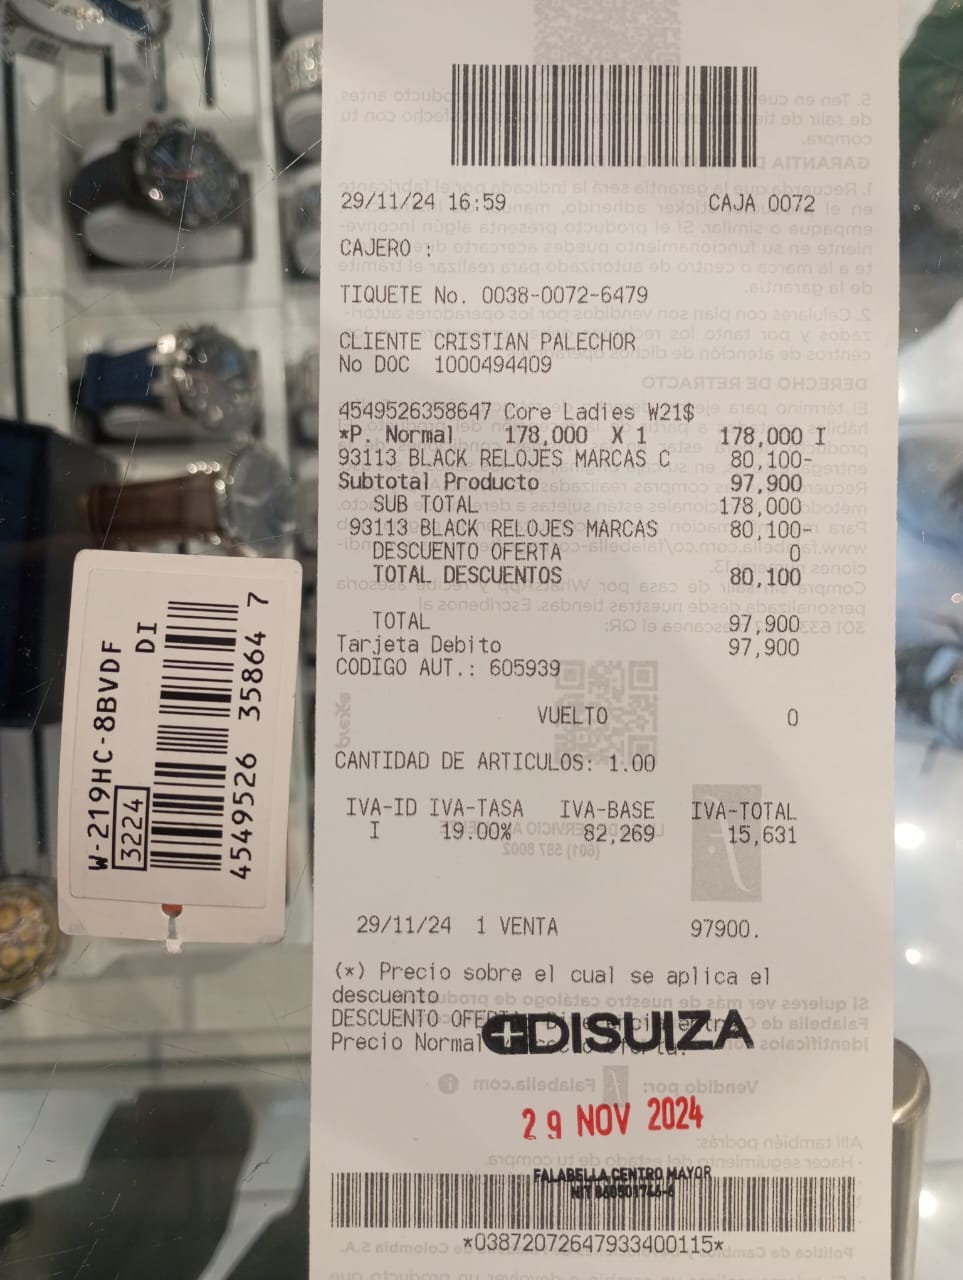 29/11/24 16:59 CAJA 0072
CAJERO :
TIQUETE No. 0038-0072-6479
CLIENTE CRISTIAN PALECHOR
No DOC 1000494409
4549526358647 Core Ladies W21$
*P. Normal 178,000 X 1 178,000 I
93113 BLACK RELOJES MARCAS C 80,100-
Subtotal Producto 97,900
SUB TOTAL 178,000
93113 BLACK RELOJES MARCAS 80,100-
DESCUENTO OFERTA 0
TOTAL DESCUENTOS 80,100
TOTAL 97,900
Tarjeta Debito 97,900
CODIGO AUT.: 605939
VUELTO 0
CANTIDAD DE ARTICULOS: 1.00
IVA-ID IVA-TASA IVA-BASE IVA-TOTAL
I 19.00% 82,269 15,631
29/11/24 1 VENTA 97900.
(*) Precio sobre el cual se aplica el
descuento
DESCUENTO
Precio Normal
DISUIZA
29 NOV 2024
FALABELLA CENTRO MAYOR
NIT
*03872072647933400115*
W-219HC-8BVDF
DI
3224
4549526 35864 7